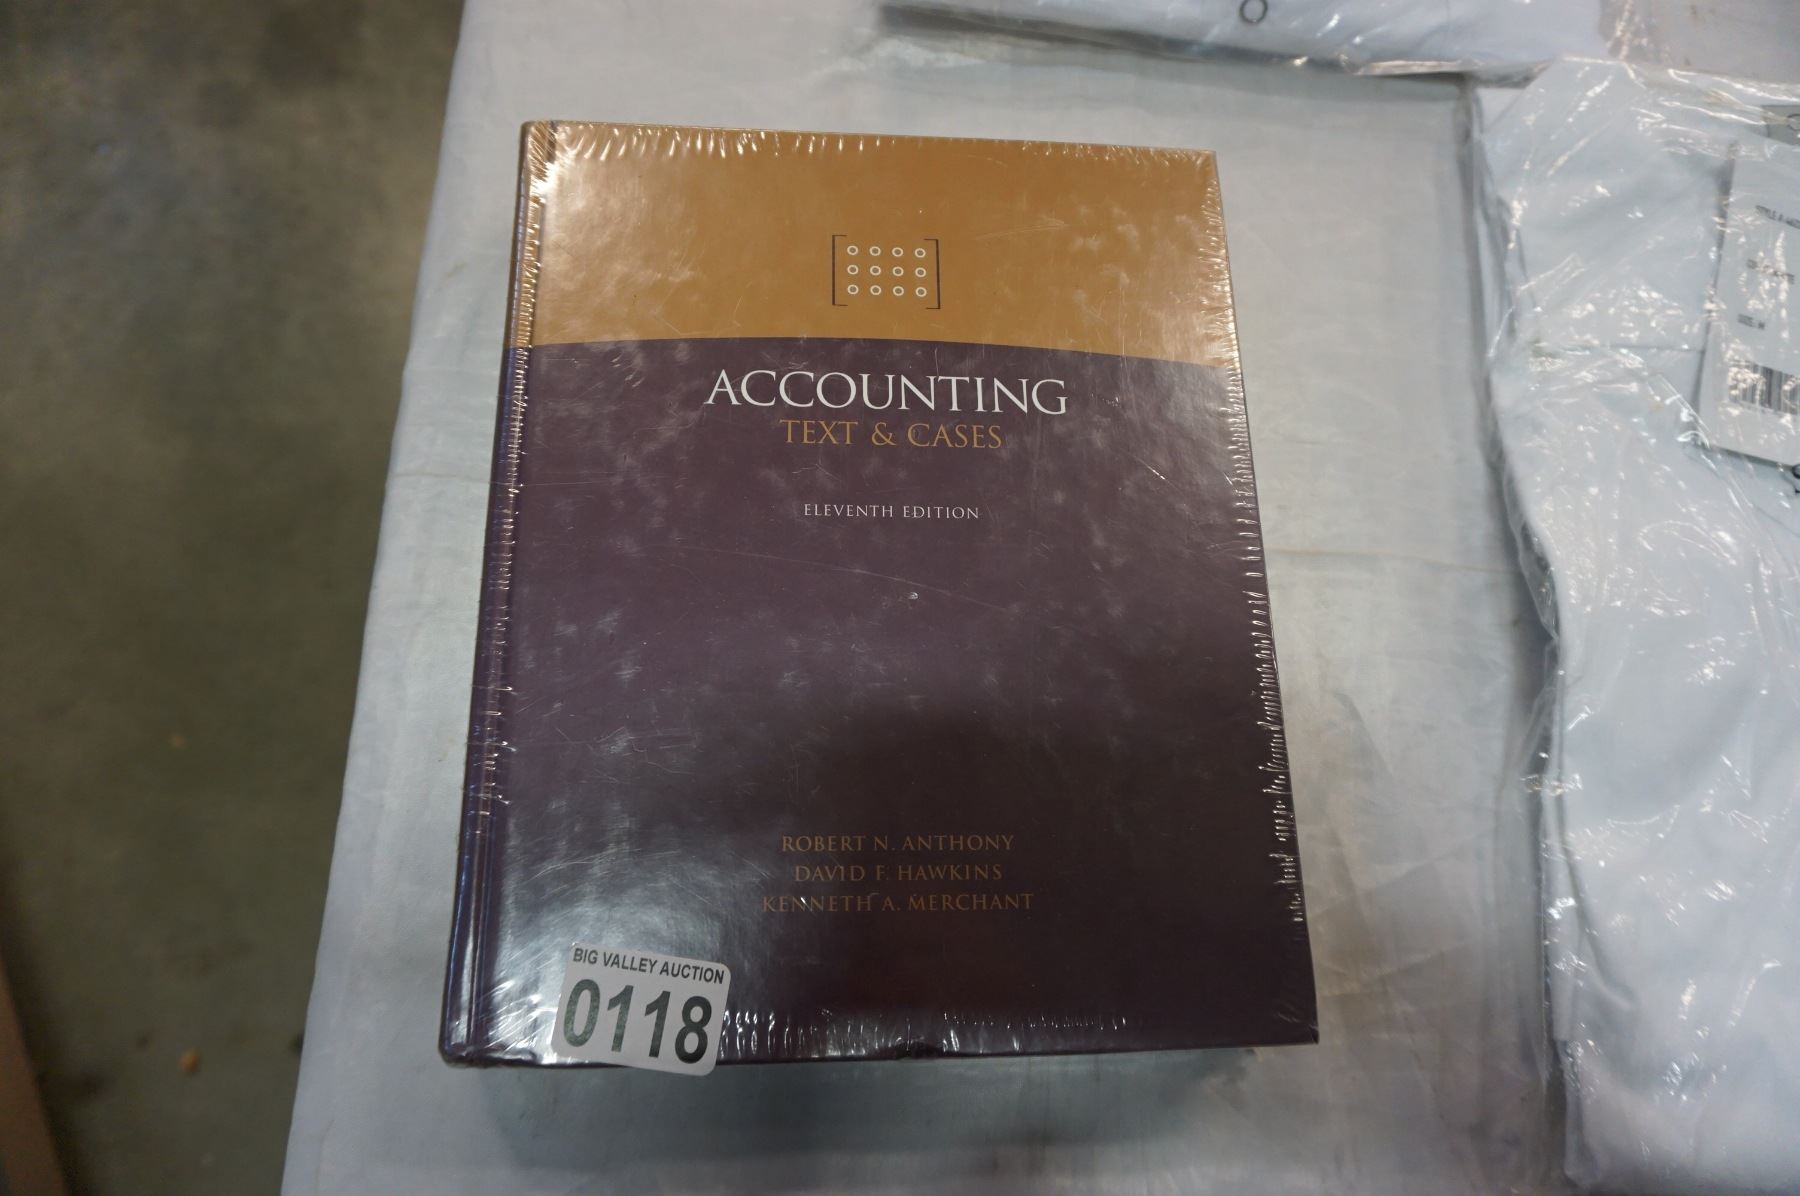 ACCOUNTING
TEXT & CASES
ELEVENTH EDITION
ROBERT N. ANTHONY
DAVID F. HAWKINS
KENNETH A. MERCHANT
BIG VALLEY AUCTION
0118